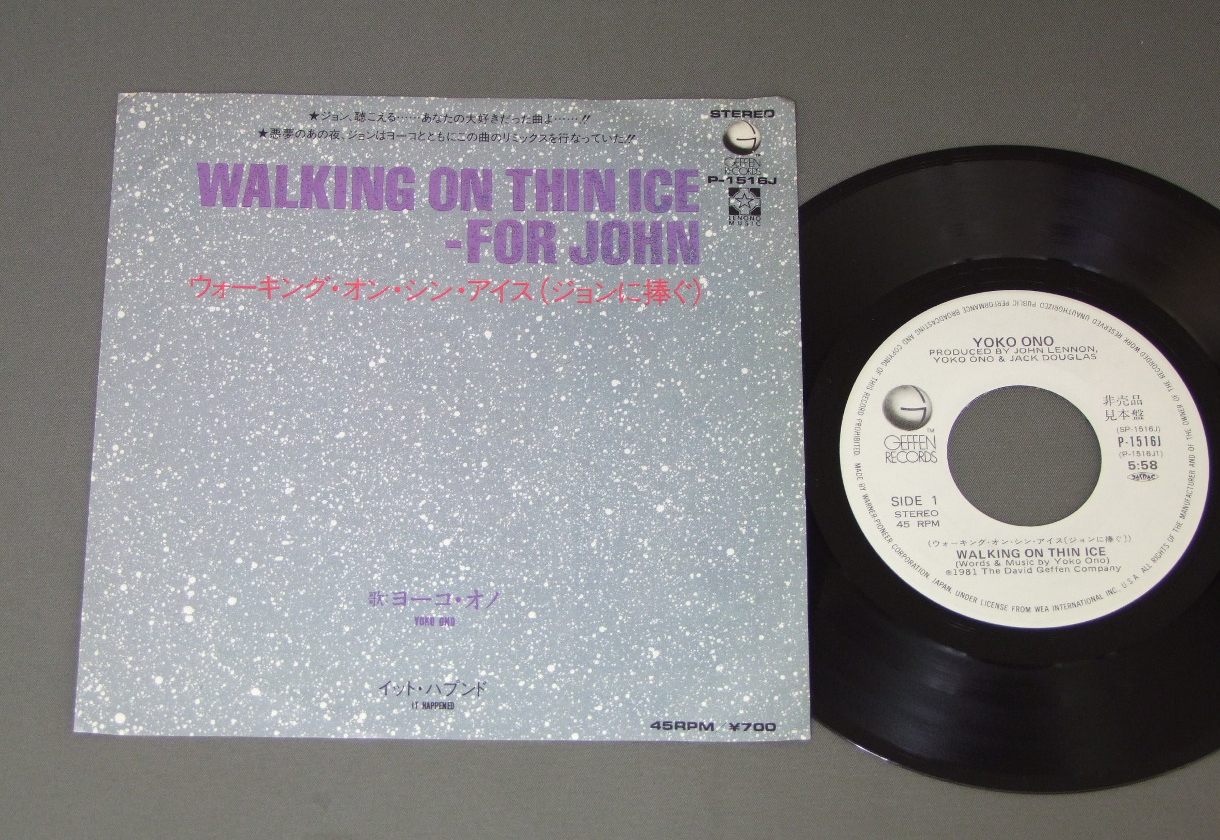 ★ジョン、聴こえる……あなたの大好きだった曲よ……!!
★悪夢のあの夜、ジョンはヨーコとともにこの曲のリミックスを行なっていた!!
STEREO
GEFFEN
RECORDS
P-1516J
LENONO
MUSIC
WALKING ON THIN ICE
-FOR JOHN
ウォーキング・オン・シン・アイス(ジョンに捧ぐ)
歌:ヨーコ・オノ
YOKO ONO
イット・ハプンド
IT HAPPENED
45RPM ¥700
YOKO ONO
PRODUCED BY JOHN LENNON,
YOKO ONO & JACK DOUGLAS
GEFFEN
RECORDS
非売品
見本盤
(SP-1516J)
P-1516J
(P-1516J1)
5:58
SIDE 1
STEREO
45 RPM
(ウォーキング・オン・シン・アイス(ジョンに捧ぐ))
WALKING ON THIN ICE
(Words & Music by Yoko Ono)
℗1981 The David Geffen Company
MADE BY WARNER-PIONEER CORPORATION, JAPAN, UNDER LICENSE FROM WEA INTERNATIONAL INC., U.S.A. ALL RIGHTS OF THE MANUFACTURER AND OF THE OWNER OF THE RECORDED WORK RESERVED UNAUTHORIZED PUBLIC PERFORMANCE BROADCASTING AND COPYING OF THIS RECORD PROHIBITED.